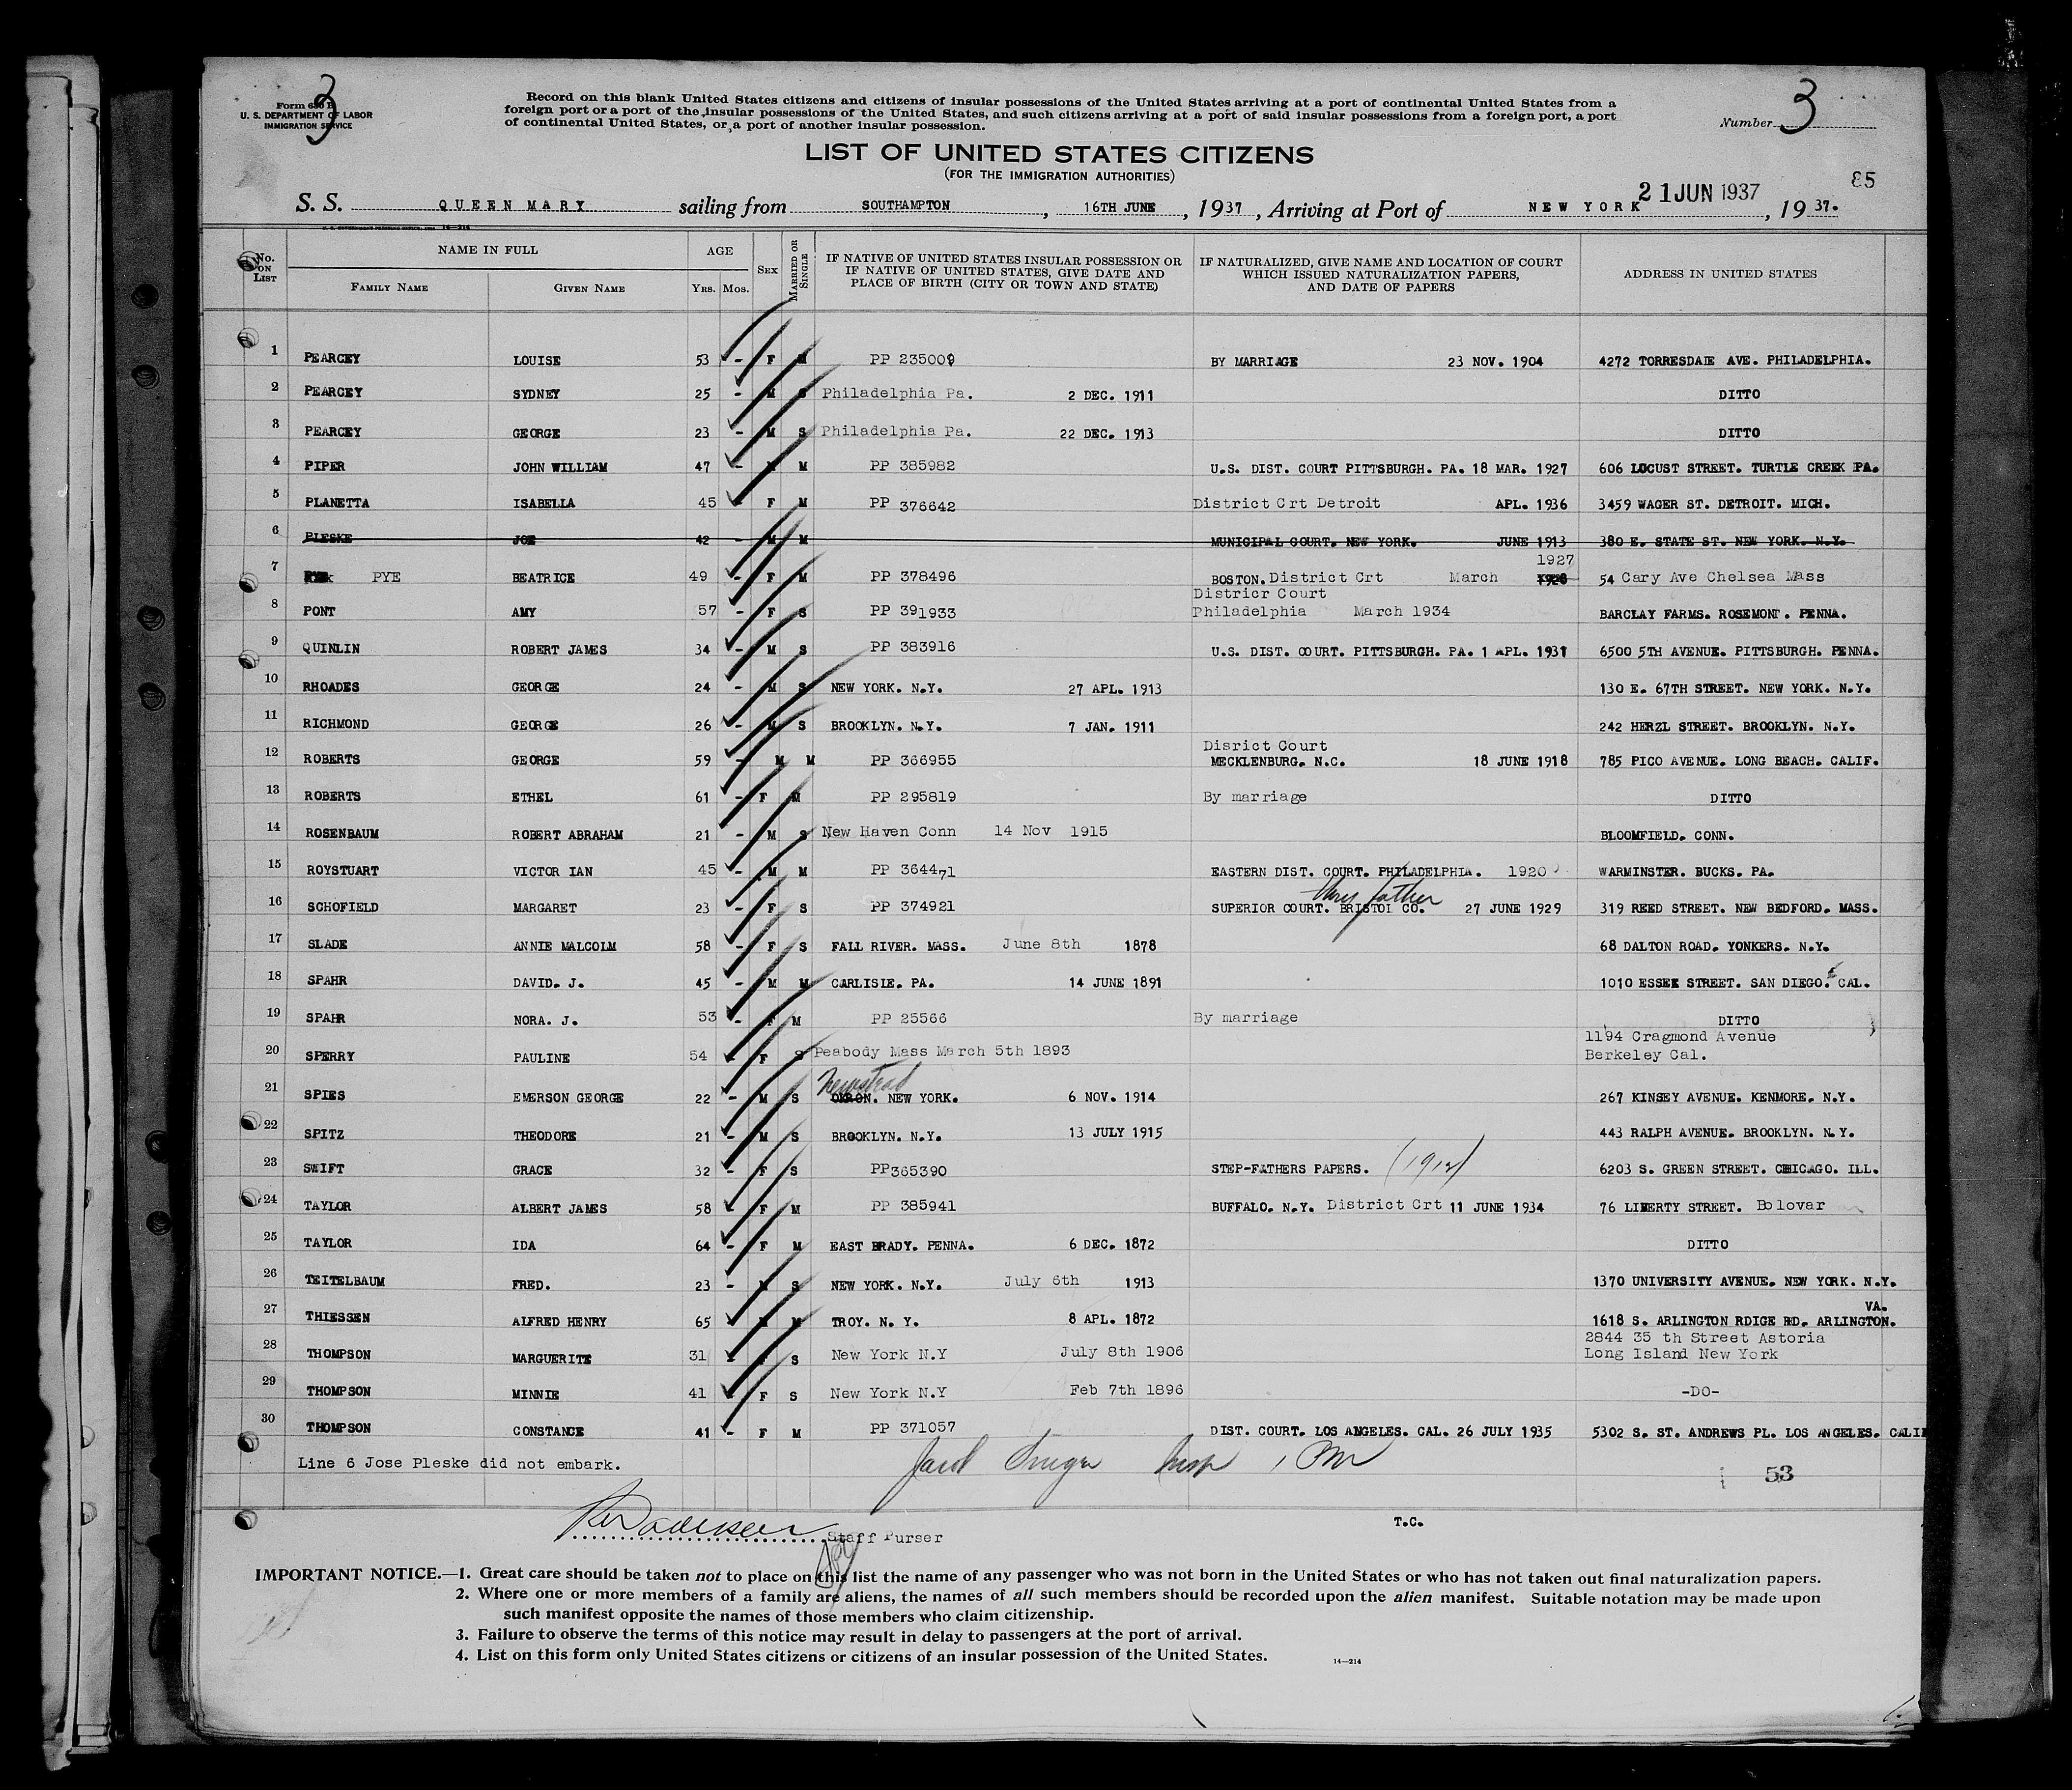 3
Form 630 B
U. S. DEPARTMENT OF LABOR
IMMIGRATION SERVICE
Record on this blank United States citizens and citizens of insular possessions of the United States arriving at a port of continental United States from a
foreign port or a port of the insular possessions of the United States, and such citizens arriving at a port of said insular possessions from a foreign port, a port
of continental United States, or a port of another insular possession.
Number 3
LIST OF UNITED STATES CITIZENS
(FOR THE IMMIGRATION AUTHORITIES)
85
S. S. QUEEN MARY sailing from SOUTHAMPTON, 16TH JUNE, 1937, Arriving at Port of NEW YORK 21 JUN 1937, 1937.
No. on List NAME IN FULL AGE Sex Married or Single IF NATIVE OF UNITED STATES INSULAR POSSESSION OR IF NATIVE OF UNITED STATES, GIVE DATE AND PLACE OF BIRTH (CITY OR TOWN AND STATE) IF NATURALIZED, GIVE NAME AND LOCATION OF COURT WHICH ISSUED NATURALIZATION PAPERS, AND DATE OF PAPERS ADDRESS IN UNITED STATES
Family Name Given Name Yrs. Mos.
1 PEARCEY LOUISE 53 - F M PP 235009 BY MARRIAGE 23 NOV. 1904 4272 TORRESDALE AVE. PHILADELPHIA.
2 PEARCEY SYDNEY 25 - M S Philadelphia Pa. 2 DEC. 1911 DITTO
3 PEARCEY GEORGE 23 - M S Philadelphia Pa. 22 DEC. 1913 DITTO
4 PIPER JOHN WILLIAM 47 - M M PP 385982 U.S. DIST. COURT PITTSBURGH. PA. 18 MAR. 1927 606 LOCUST STREET. TURTLE CREEK PA.
5 PLANETTA ISABELLA 45 - F M PP 376642 District Crt Detroit APL. 1936 3459 WAGER ST. DETROIT. MICH.
6 PLESKE JOE 42 - M M MUNICIPAL COURT. NEW YORK. JUNE 1913 380 E. STATE ST. NEW YORK. N.Y.
1927
7 PYE BEATRICE 49 - F M PP 378496 BOSTON. District Crt March 1928 54 Cary Ave Chelsea Mass
Districr Court
8 PONT AMY 57 - F S PP 391933 Philadelphia March 1934 BARCLAY FARMS. ROSEMONT. PENNA.
9 QUINLIN ROBERT JAMES 34 - M S PP 383916 U.S. DIST. COURT. PITTSBURGH. PA. 1 APL. 1931 6500 5TH AVENUE. PITTSBURGH. PENNA.
10 RHOADES GEORGE 24 - M S NEW YORK. N.Y. 27 APL. 1913 130 E. 67TH STREET. NEW YORK. N.Y.
11 RICHMOND GEORGE 26 - M S BROOKLYN. N.Y. 7 JAN. 1911 242 HERZL STREET. BROOKLYN. N.Y.
Disrict Court
12 ROBERTS GEORGE 59 - M M PP 366955 MECKLENBURG. N.C. 18 JUNE 1918 785 PICO AVENUE. LONG BEACH. CALIF.
13 ROBERTS ETHEL 61 - F M PP 295819 By marriage DITTO
14 ROSENBAUM ROBERT ABRAHAM 21 - M S New Haven Conn 14 Nov 1915 BLOOMFIELD. CONN.
15 ROYSTUART VICTOR IAN 45 - M M PP 364471 EASTERN DIST. COURT. PHILADELPHIA. 1920 WARMINSTER. BUCKS. PA.
thru father
16 SCHOFIELD MARGARET 23 - F S PP 374921 SUPERIOR COURT. BRISTOL CO. 27 JUNE 1929 319 REED STREET. NEW BEDFORD. MASS.
17 SLADE ANNIE MALCOLM 58 - F S FALL RIVER. MASS. June 8th 1878 68 DALTON ROAD. YONKERS. N.Y.
18 SPAHR DAVID. J. 45 - M M CARLISLE. PA. 14 JUNE 1891 1010 ESSEX STREET. SAN DIEGO. CAL.
19 SPAHR NORA. J. 53 - F M PP 25566 By marriage DITTO
1194 Cragmond Avenue
20 SPERRY PAULINE 54 - F S Peabody Mass March 5th 1893 Berkeley Cal.
Newstead
21 SPIES EMERSON GEORGE 22 - M S NEW YORK. 6 NOV. 1914 267 KINSEY AVENUE. KENMORE. N.Y.
22 SPITZ THEODORE 21 - M S BROOKLYN. N.Y. 13 JULY 1915 443 RALPH AVENUE. BROOKLYN. N.Y.
23 SWIFT GRACE 32 - F S PP365390 STEP-FATHERS PAPERS. (1912) 6203 S. GREEN STREET. CHICAGO. ILL.
24 TAYLOR ALBERT JAMES 58 - F M PP 385941 BUFFALO. N.Y. District Crt 11 JUNE 1934 76 LIBERTY STREET. Bolovar
25 TAYLOR IDA 64 - F M EAST BRADY. PENNA. 6 DEC. 1872 DITTO
26 TEITELBAUM FRED. 23 - M S NEW YORK. N.Y. July 6th 1913 1370 UNIVERSITY AVENUE. NEW YORK. N.Y.
VA.
27 THIESSEN ALFRED HENRY 65 - M M TROY. N. Y. 8 APL. 1872 1618 S. ARLINGTON RDIGE RD. ARLINGTON.
2844 35 th Street Astoria
28 THOMPSON MARGUERITE 31 - F S New York N.Y July 8th 1906 Long Island New York
29 THOMPSON MINNIE 41 - F S New York N.Y Feb 7th 1896 -DO-
30 THOMPSON CONSTANCE 41 - F M PP 371057 DIST. COURT. LOS ANGELES. CAL. 26 JULY 1935 5302 S. ST. ANDREWS PL. LOS ANGELES. CALIF
Line 6 Jose Pleske did not embark.
53
Staff Purser
T.C.
IMPORTANT NOTICE.—1. Great care should be taken not to place on this list the name of any passenger who was not born in the United States or who has not taken out final naturalization papers.
2. Where one or more members of a family are aliens, the names of all such members should be recorded upon the alien manifest. Suitable notation may be made upon
such manifest opposite the names of those members who claim citizenship.
3. Failure to observe the terms of this notice may result in delay to passengers at the port of arrival.
4. List on this form only United States citizens or citizens of an insular possession of the United States.
14—214